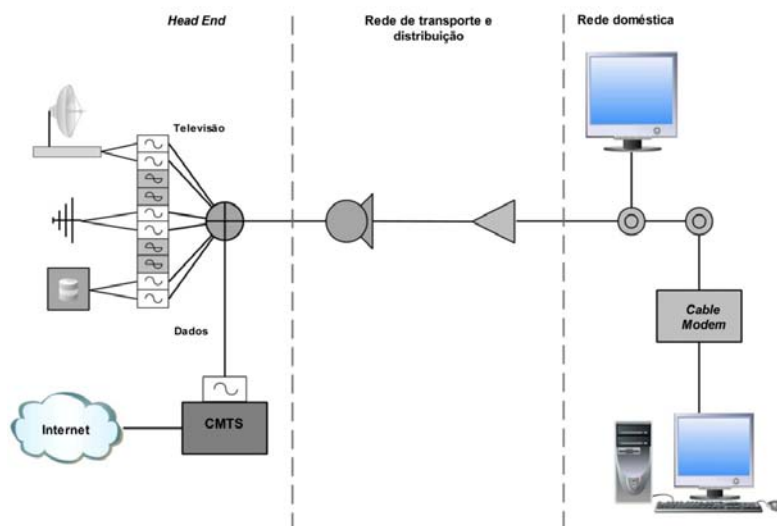 Head End
Rede de transporte e
distribuição
Rede doméstica
Televisão
Dados
CMTS
Internet
Cable
Modem